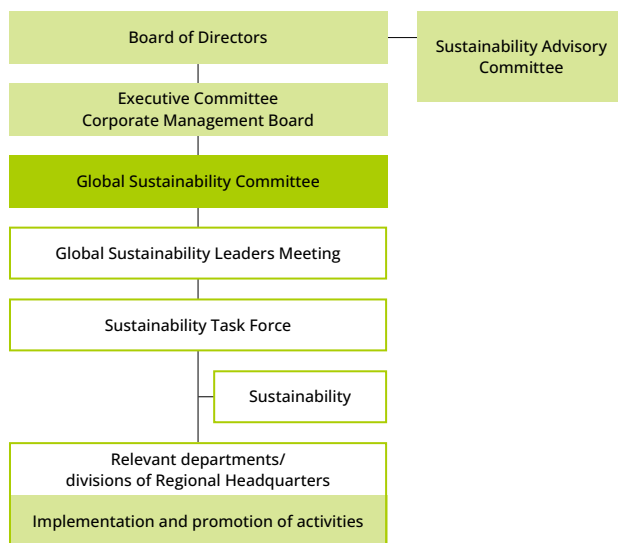 Board of Directors
Sustainability Advisory
Committee
Executive Committee
Corporate Management Board
Global Sustainability Committee
Global Sustainability Leaders Meeting
Sustainability Task Force
Sustainability
Relevant departments/
divisions of Regional Headquarters
Implementation and promotion of activities